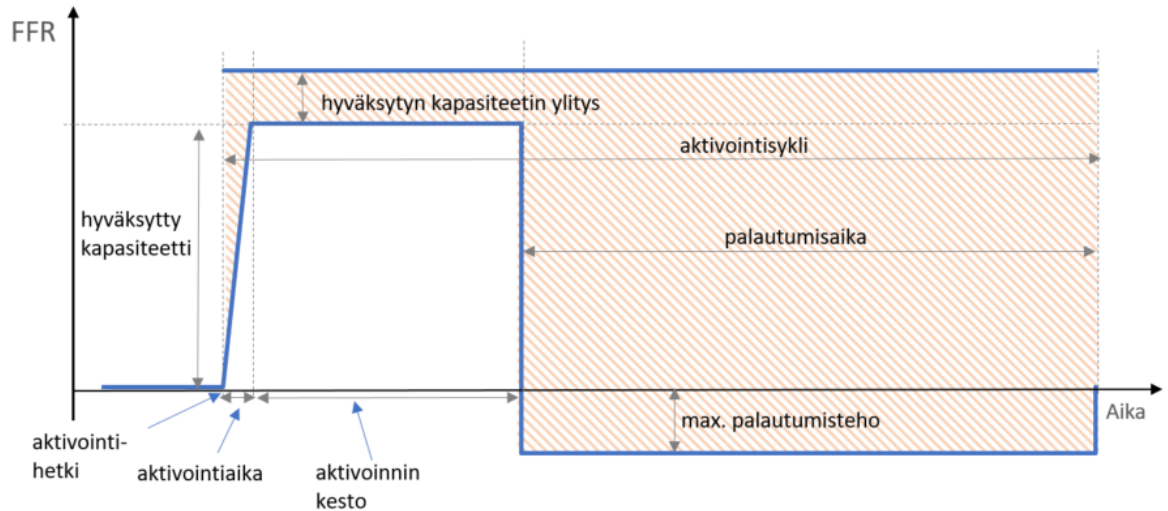 FFR
hyväksytyn kapasiteetin ylitys
aktivointisykli
hyväksytty
kapasiteetti
palautumisaika
max. palautumisteho
Aika
aktivointi-
hetki
aktivointiaika
aktivoinnin
kesto